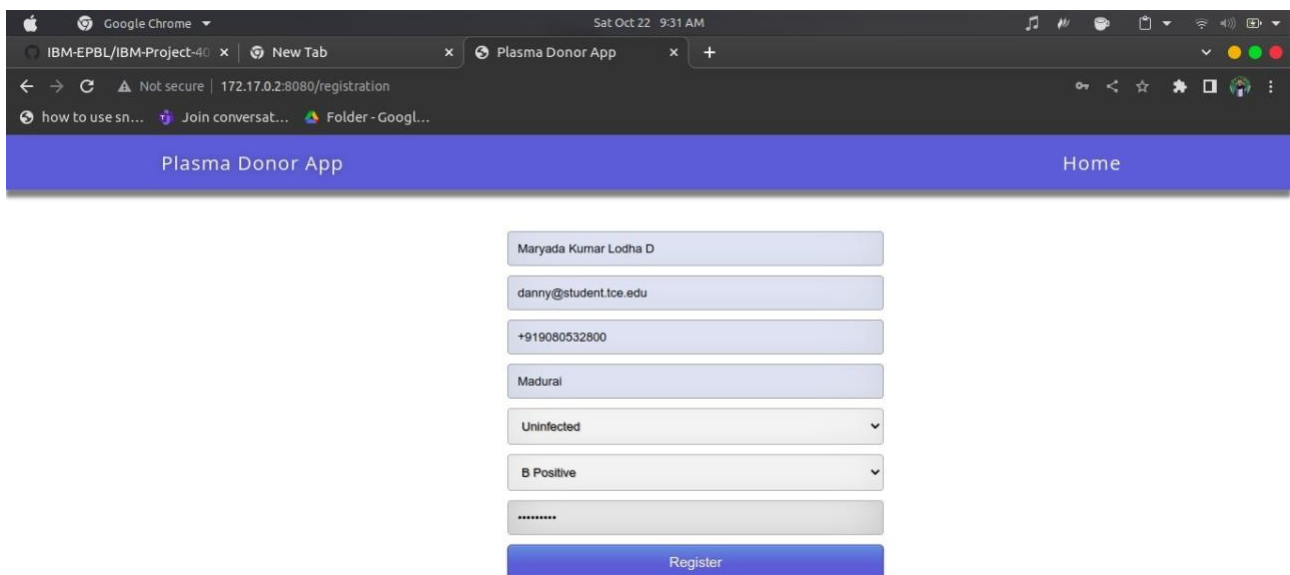 Google Chrome
Sat Oct 22 9:31 AM
IBM-EPBL/IBM-Project-40
New Tab
Plasma Donor App
Not secure | 172.17.0.2:8080/registration
how to use sn...
Join conversat...
Folder - Googl...
Plasma Donor App
Home
Maryada Kumar Lodha D
danny@student.tce.edu
+919080532800
Madurai
Uninfected
B Positive
•••••••••
Register